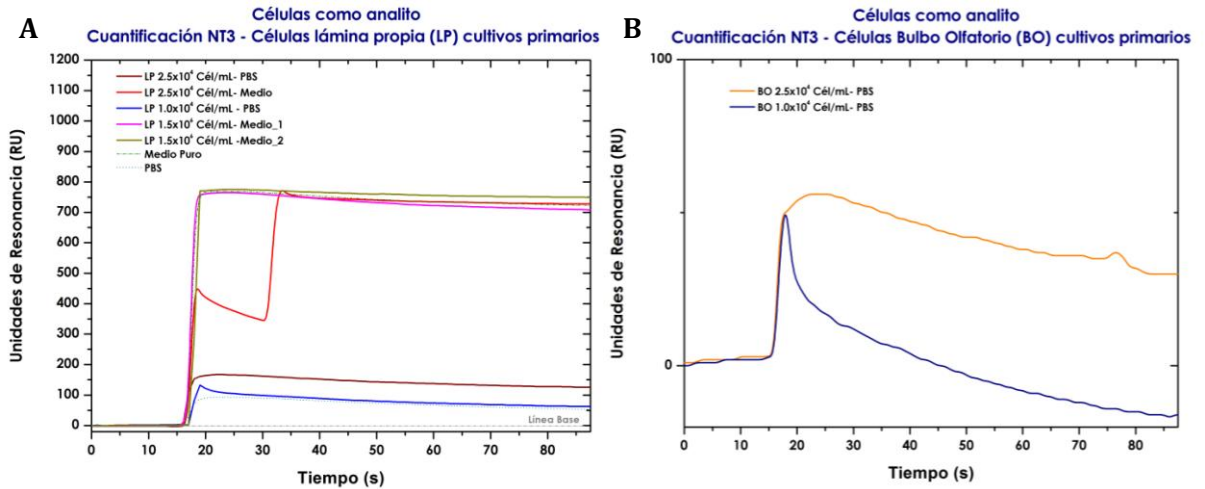 A
Células como analito
Cuantificación NT3 - Células lámina propia (LP) cultivos primarios
1200
1100
1000
900
800
700
600
500
400
300
200
100
0
Unidades de Resonancia (RU)
LP 2.5x10⁴ Cél/mL- PBS
LP 2.5x10⁴ Cél/mL- Medio
LP 1.0x10⁴ Cél/mL - PBS
LP 1.5x10⁶ Cél/mL- Medio_1
LP 1.5x10⁶ Cél/mL -Medio_2
Medio Puro
PBS
Línea Base
0 10 20 30 40 50 60 70 80
Tiempo (s)
B
Células como analito
Cuantificación NT3 - Células Bulbo Olfatorio (BO) cultivos primarios
100
0
Unidades de Resonancia (RU)
BO 2.5x10⁴ Cél/mL- PBS
BO 1.0x10⁴ Cél/mL- PBS
0 10 20 30 40 50 60 70 80
Tiempo (s)